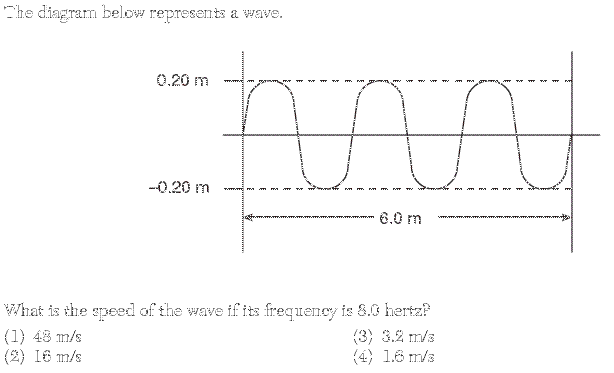 The diagram below represents a wave.
0.20 m
-0.20 m
6.0 m
What is the speed of the wave if its frequency is 8.0 hertz?
(1) 48 m/s
(2) 16 m/s
(3) 3.2 m/s
(4) 1.6 m/s